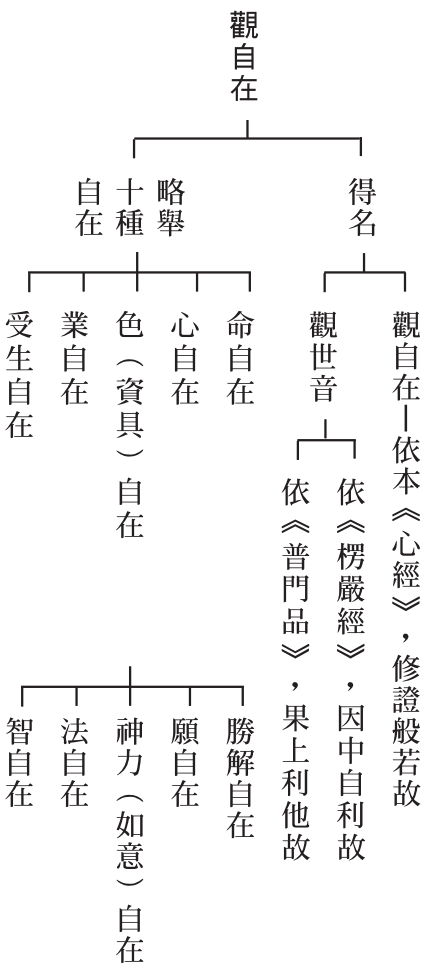 觀自在
得名
觀自在—依本《心經》，修證般若故
觀世音
依《楞嚴經》，因中自利故
依《普門品》，果上利他故
略舉
十種
自在
命自在
心自在
色（資具）自在
業自在
受生自在
勝解自在
願自在
神力（如意）自在
法自在
智自在